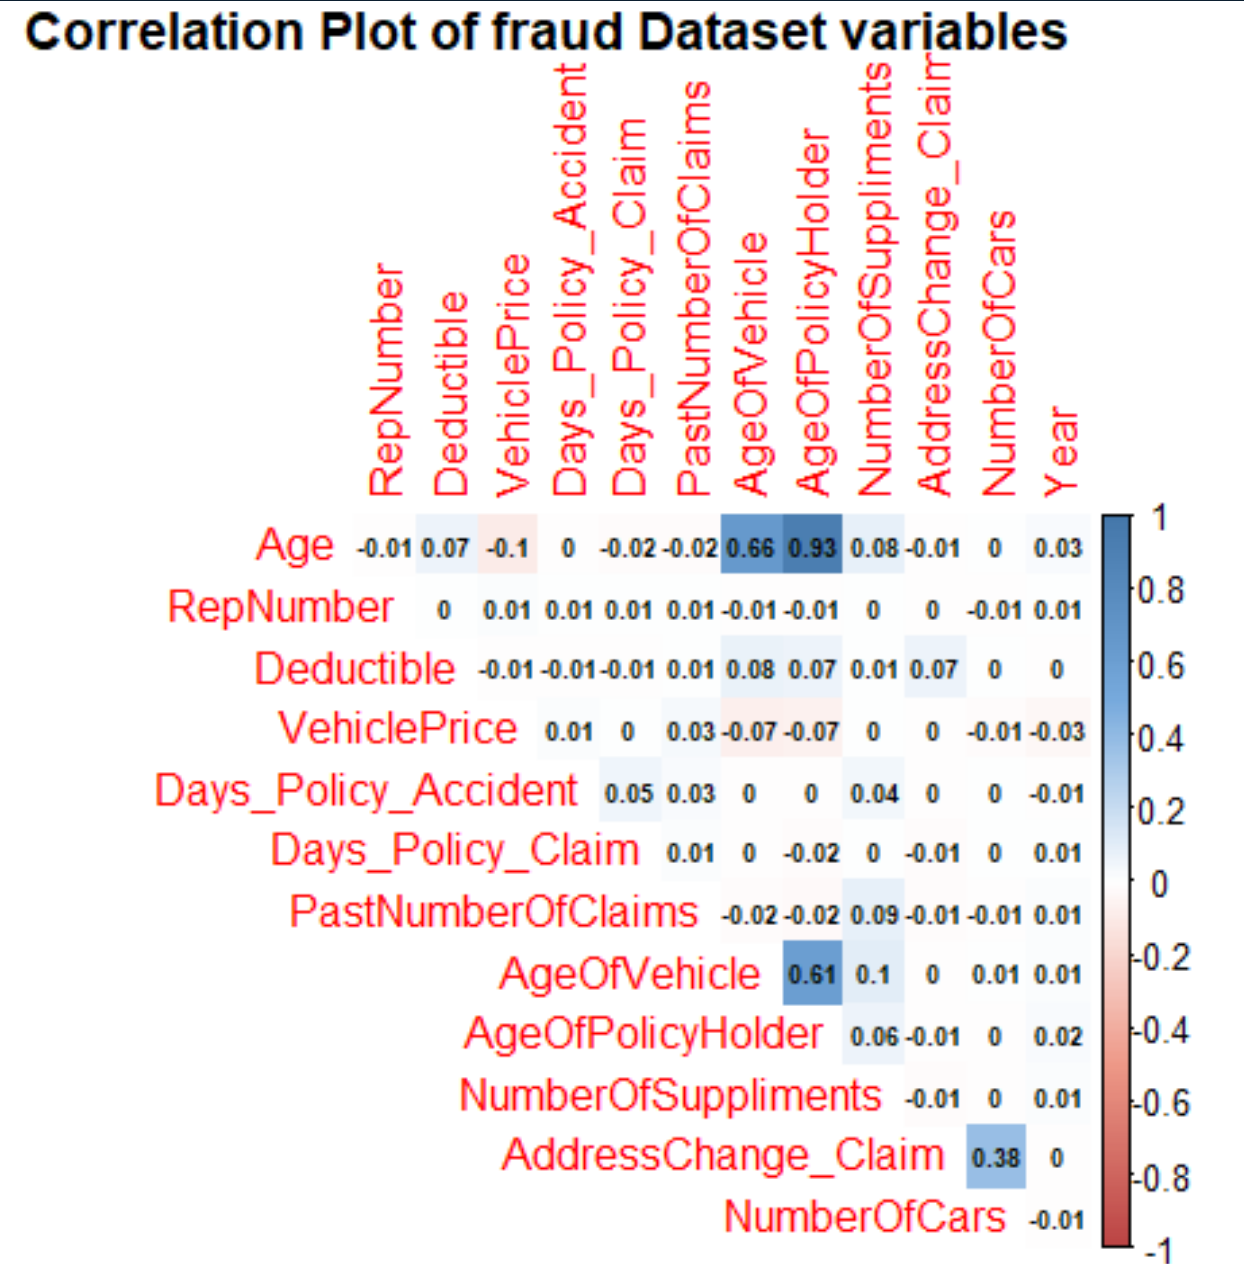 Correlation Plot of fraud Dataset variables
RepNumber
Deductible
VehiclePrice
Days_Policy_Accident
Days_Policy_Claim
PastNumberOfClaims
AgeOfVehicle
AgeOfPolicyHolder
NumberOfSuppliments
AddressChange_Claim
NumberOfCars
Year
Age -0.01 0.07 -0.1 0 -0.02 -0.02 0.66 0.93 0.08 -0.01 0 0.03
RepNumber 0 0.01 0.01 0.01 0.01 -0.01 -0.01 0 0 -0.01 0.01
Deductible -0.01 -0.01 -0.01 0.01 0.08 0.07 0.01 0.07 0 0
VehiclePrice 0.01 0 0.03 -0.07 -0.07 0 0 -0.01 -0.03
Days_Policy_Accident 0.05 0.03 0 0 0.04 0 0 -0.01
Days_Policy_Claim 0.01 0 -0.02 0 -0.01 0 0.01
PastNumberOfClaims -0.02 -0.02 0.09 -0.01 -0.01 0.01
AgeOfVehicle 0.61 0.1 0 0.01 0.01
AgeOfPolicyHolder 0.06 -0.01 0 0.02
NumberOfSuppliments -0.01 0 0.01
AddressChange_Claim 0.38 0
NumberOfCars -0.01
1
0.8
0.6
0.4
0.2
0
-0.2
-0.4
-0.6
-0.8
-1